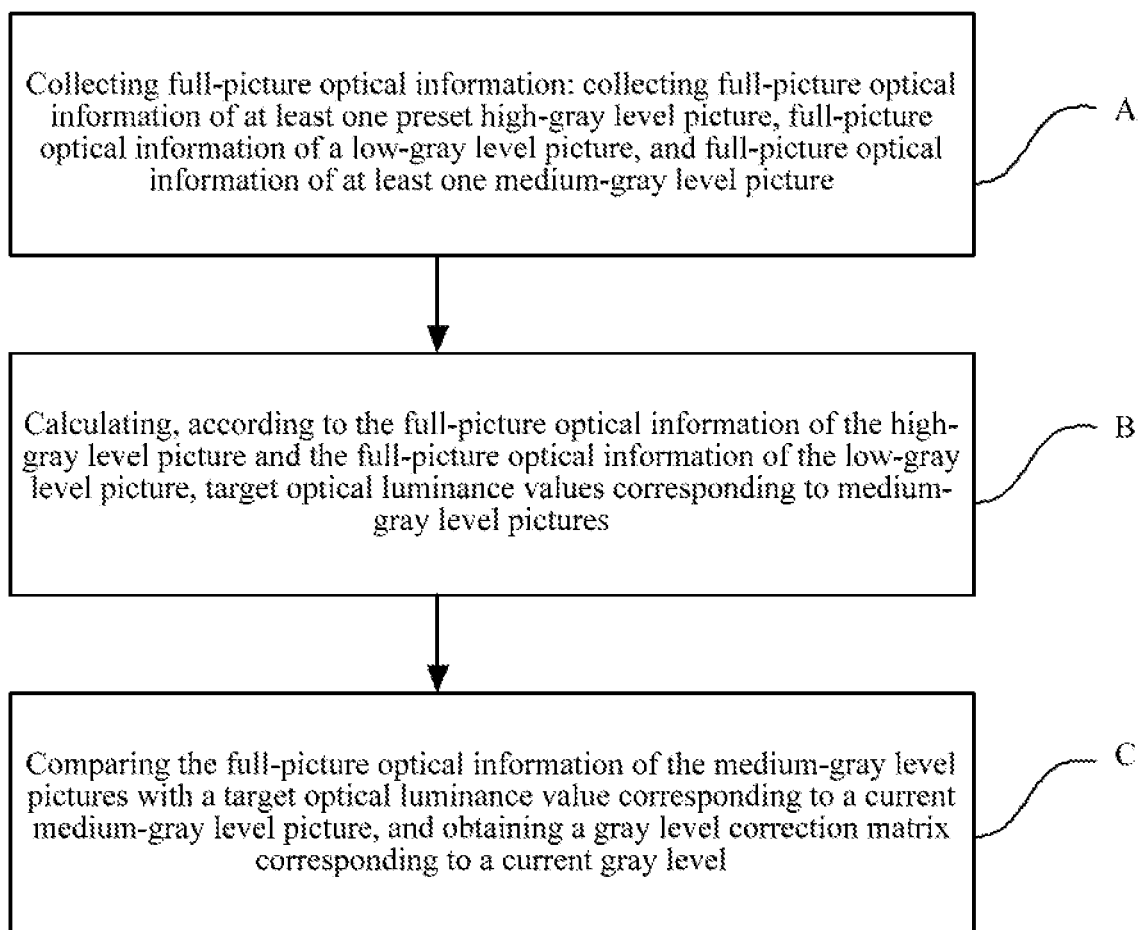 Collecting full-picture optical information: collecting full-picture optical
information of at least one preset high-gray level picture, full-picture
optical information of a low-gray level picture, and full-picture optical
information of at least one medium-gray level picture
A
Calculating, according to the full-picture optical information of the high-
gray level picture and the full-picture optical information of the low-gray
level picture, target optical luminance values corresponding to medium-
gray level pictures
B
Comparing the full-picture optical information of the medium-gray level
pictures with a target optical luminance value corresponding to a current
medium-gray level picture, and obtaining a gray level correction matrix
corresponding to a current gray level
C